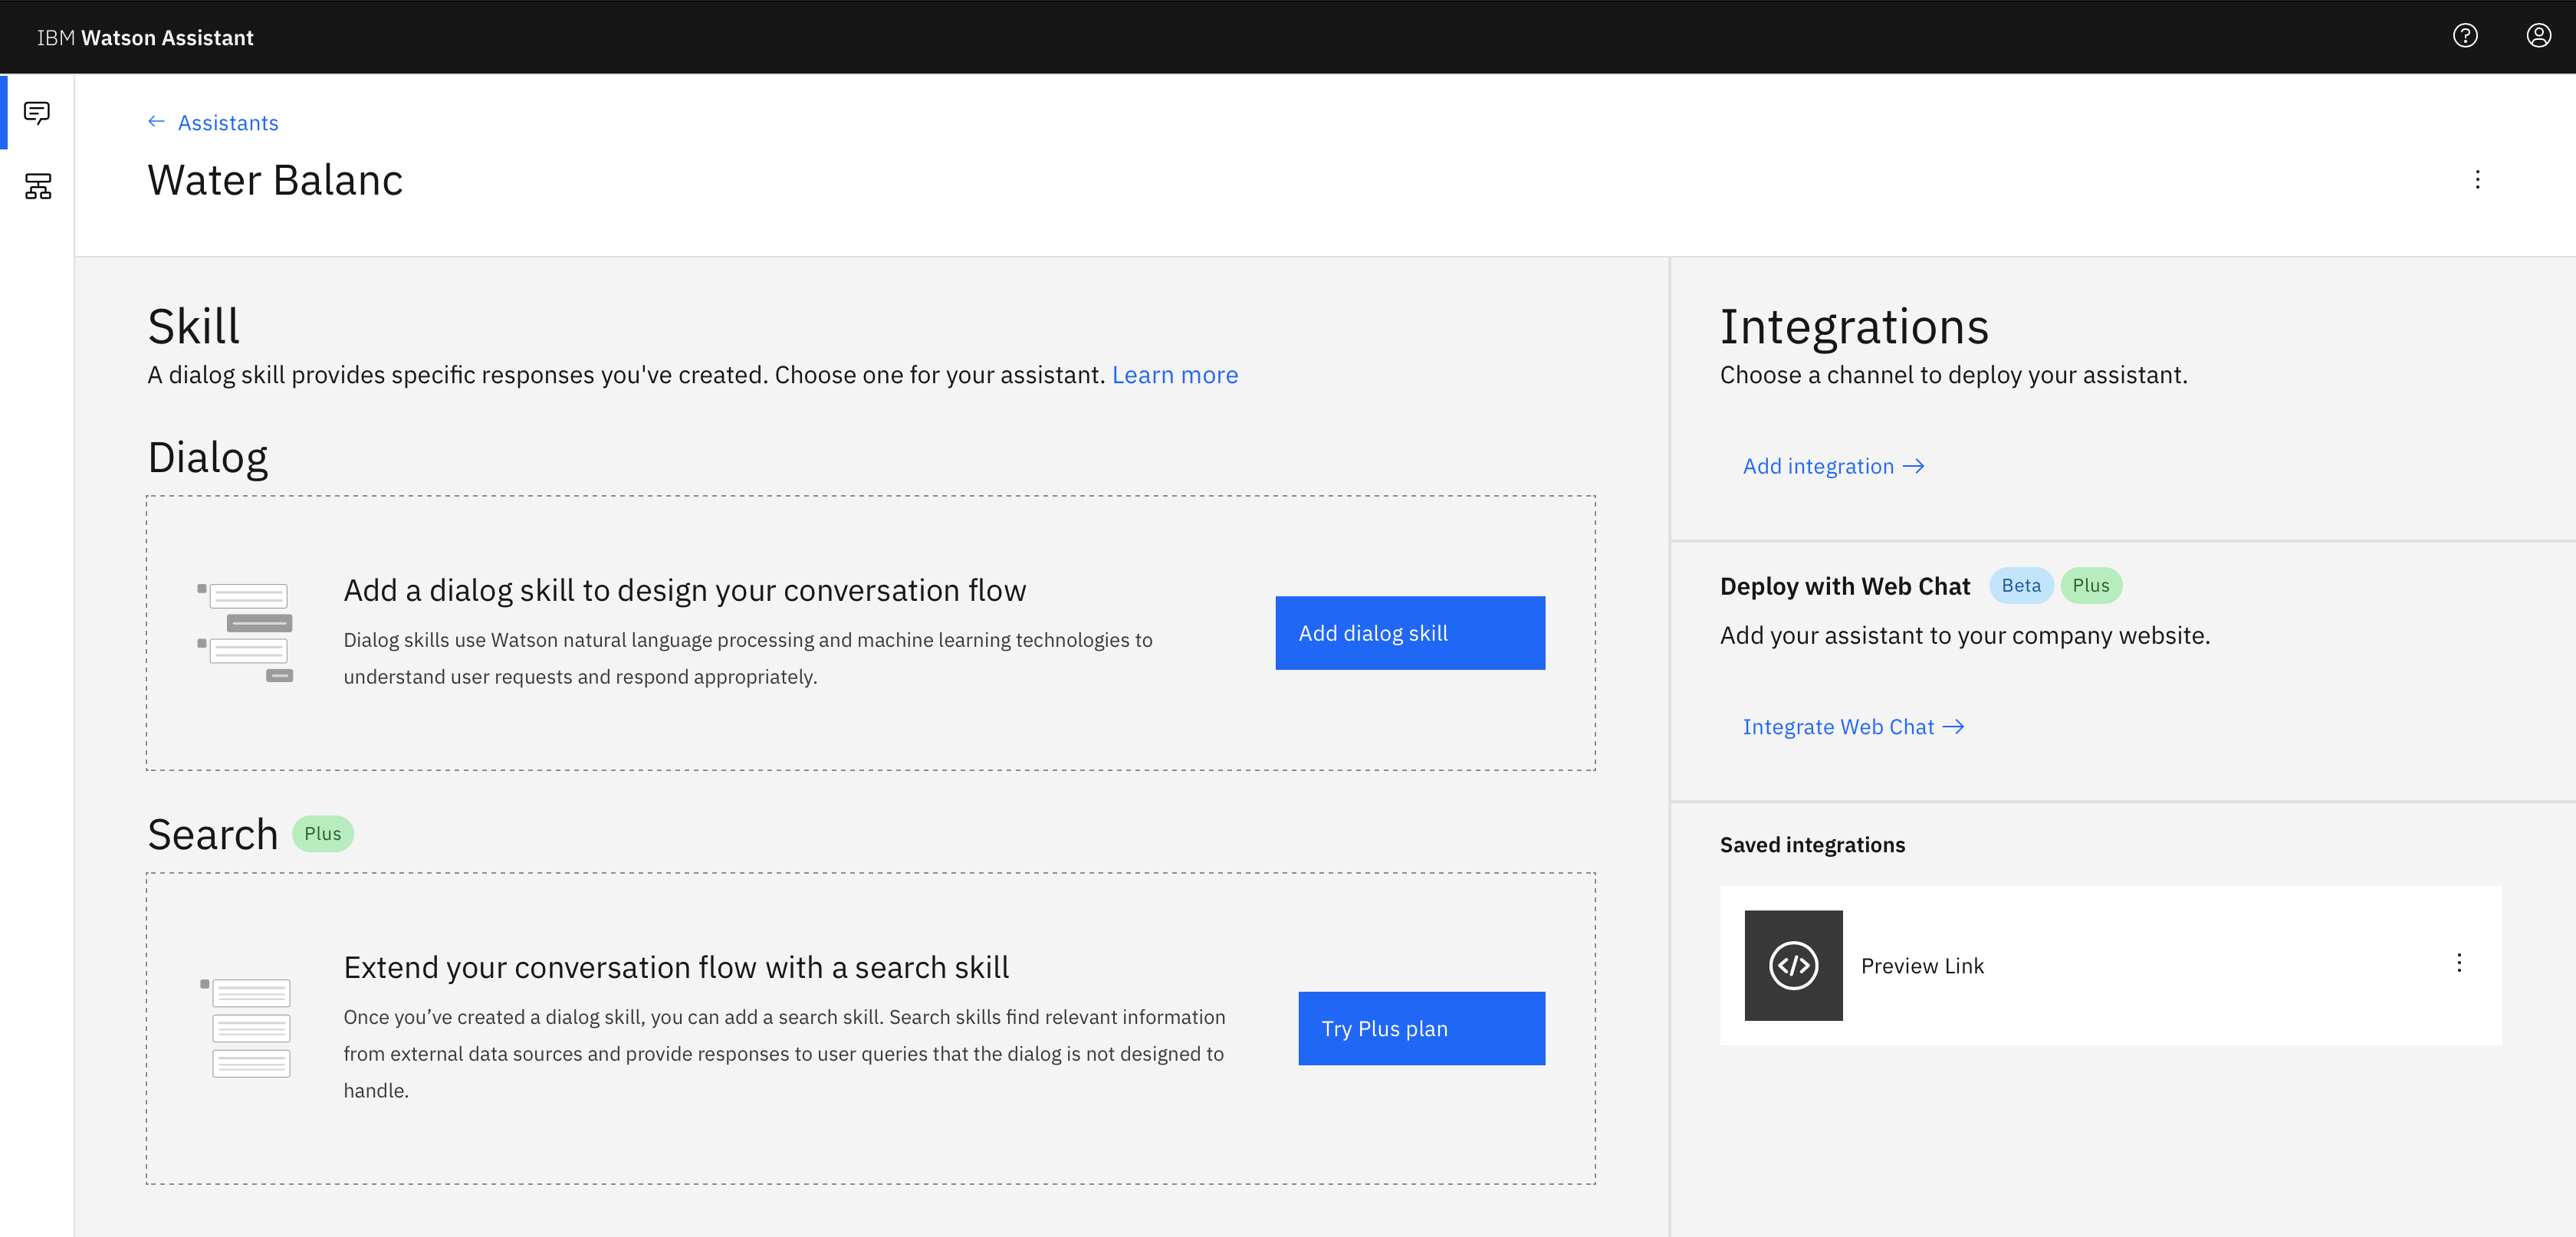 IBM Watson Assistant
← Assistants
Water Balanc
Skill
A dialog skill provides specific responses you've created. Choose one for your assistant. Learn more
Dialog
Add a dialog skill to design your conversation flow
Dialog skills use Watson natural language processing and machine learning technologies to
understand user requests and respond appropriately.
Add dialog skill
Search Plus
Extend your conversation flow with a search skill
Once you’ve created a dialog skill, you can add a search skill. Search skills find relevant information
from external data sources and provide responses to user queries that the dialog is not designed to
handle.
Try Plus plan
Integrations
Choose a channel to deploy your assistant.
Add integration →
Deploy with Web Chat Beta Plus
Add your assistant to your company website.
Integrate Web Chat →
Saved integrations
Preview Link